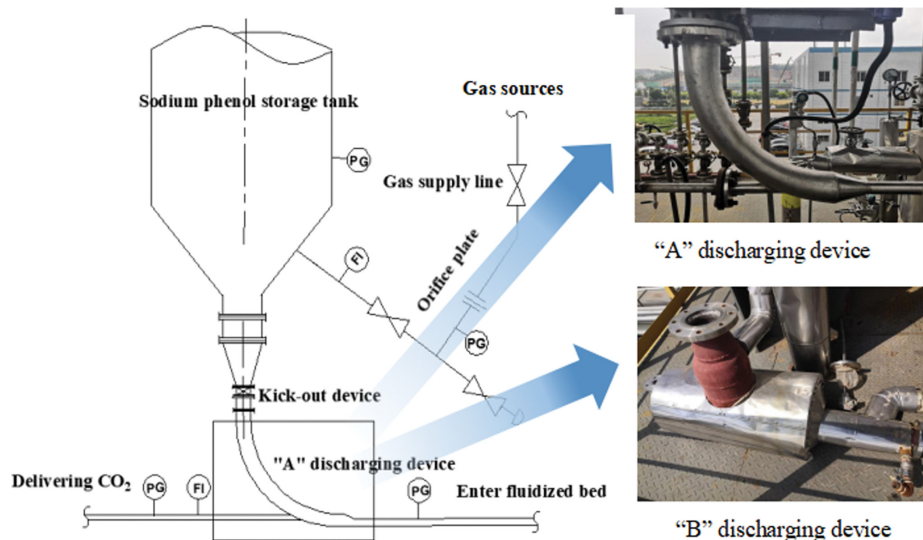 Sodium phenol storage tank
PG
Gas sources
Gas supply line
FI
Orifice plate
PG
Kick-out device
"A" discharging device
Delivering CO₂
PG
FI
PG
Enter fluidized bed
“A” discharging device
“B” discharging device